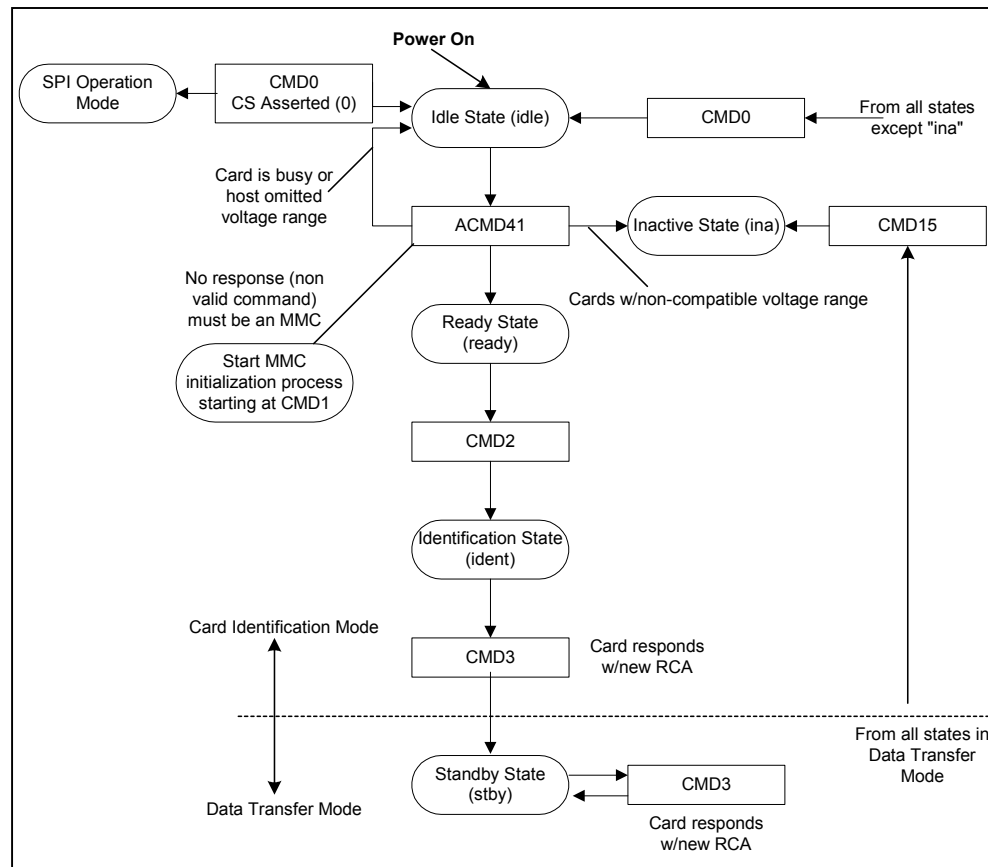 Power On
SPI Operation
Mode
CMD0
CS Asserted (0)
Idle State (idle)
CMD0
From all states
except "ina"
Card is busy or
host omitted
voltage range
ACMD41
Inactive State (ina)
CMD15
No response (non
valid command)
must be an MMC
Cards w/non-compatible voltage range
Ready State
(ready)
Start MMC
initialization process
starting at CMD1
CMD2
Identification State
(ident)
Card Identification Mode
CMD3
Card responds
w/new RCA
From all states in
Data Transfer
Mode
Standby State
(stby)
CMD3
Data Transfer Mode
Card responds
w/new RCA